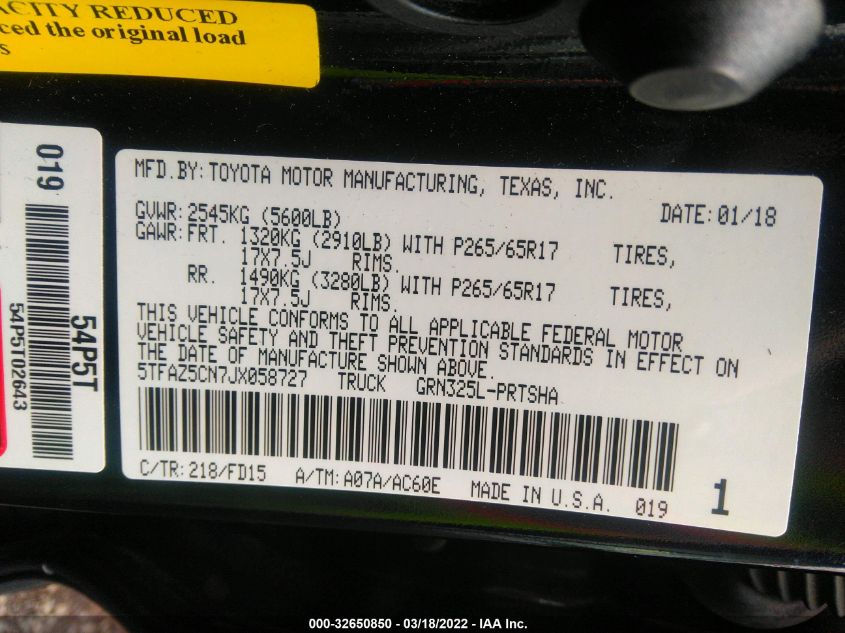 ACITY REDUCED
ced the original load
s
019
54P5T
54P5T02643
MFD.BY:TOYOTA MOTOR MANUFACTURING, TEXAS, INC.
DATE:01/18
GVWR:2545KG (5600LB)
GAWR:FRT. 1320KG (2910LB) WITH P265/65R17 TIRES,
17X7.5J RIMS.
RR. 1490KG (3280LB) WITH P265/65R17 TIRES,
17X7.5J RIMS.
THIS VEHICLE CONFORMS TO ALL APPLICABLE FEDERAL MOTOR
VEHICLE SAFETY AND THEFT PREVENTION STANDARDS IN EFFECT ON
THE DATE OF MANUFACTURE SHOWN ABOVE.
5TFAZ5CN7JX058727 TRUCK GRN325L-PRTSHA
C/TR:218/FD15 A/TM:A07A/AC60E MADE IN U.S.A. 019
1
000-32650850 - 03/18/2022 - IAA Inc.